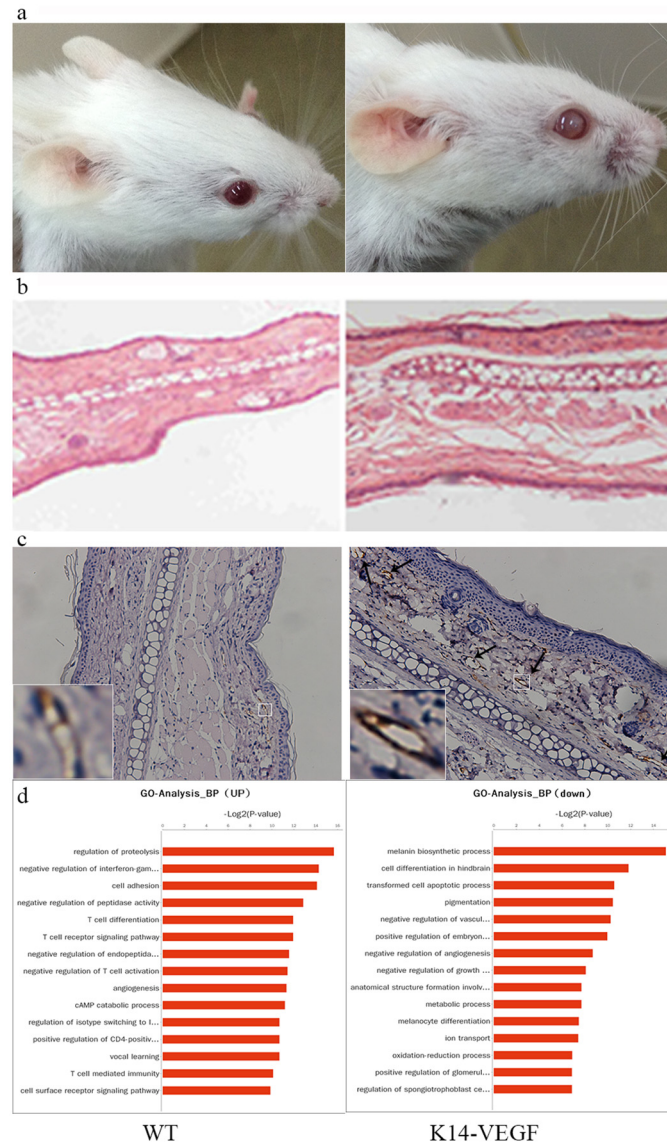 a
b
c
d
GO-Analysis_BP（UP）
-Log2(P-value)
0 2 4 6 8 10 12 14 16
regulation of proteolysis
negative regulation of interferon-gam...
cell adhesion
negative regulation of peptidase activity
T cell differentiation
T cell receptor signaling pathway
negative regulation of endopeptida...
negative regulation of T cell activation
angiogenesis
cAMP catabolic process
regulation of isotype switching to I...
positive regulation of CD4-positiv...
vocal learning
T cell mediated immunity
cell surface receptor signaling pathway
GO-Analysis_BP（down）
-Log2(P-value)
0 2 4 6 8 10 12 14
melanin biosynthetic process
cell differentiation in hindbrain
transformed cell apoptotic process
pigmentation
negative regulation of vascul...
positive regulation of embryon...
negative regulation of angiogenesis
negative regulation of growth ...
anatomical structure formation involv...
metabolic process
melanocyte differentiation
ion transport
oxidation-reduction process
positive regulation of glomerul...
regulation of spongiotrophoblast ce...
WT
K14-VEGF